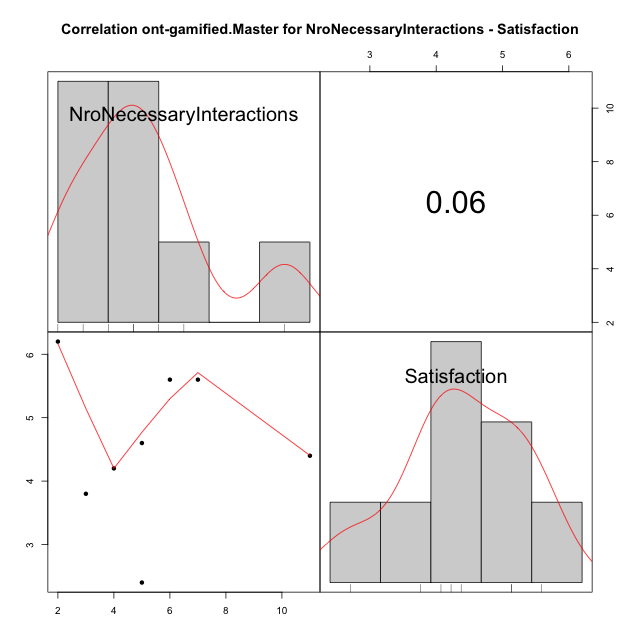 Correlation ont-gamified.Master for NroNecessaryInteractions - Satisfaction
3 4 5 6
NroNecessaryInteractions
0.06
10
8
6
4
2
Satisfaction
6
5
4
3
2 4 6 8 10